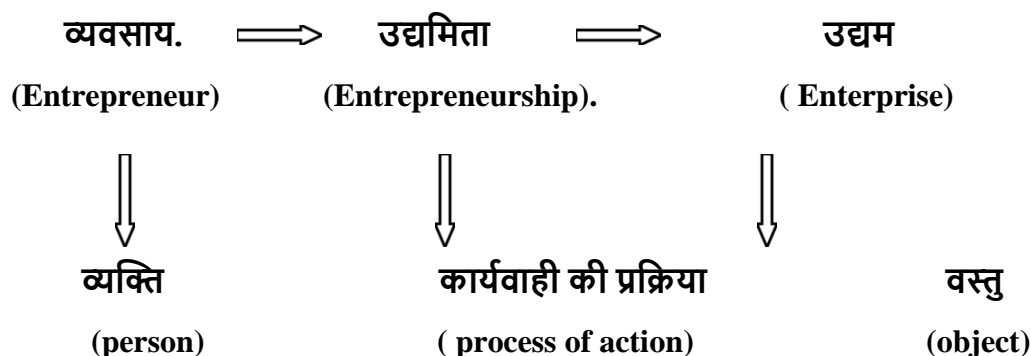 व्यवसाय. उद्यमिता उद्यम
(Entrepreneur) (Entrepreneurship). ( Enterprise)
व्यक्ति कार्यवाही की प्रक्रिया वस्तु
(person) ( process of action) (object)